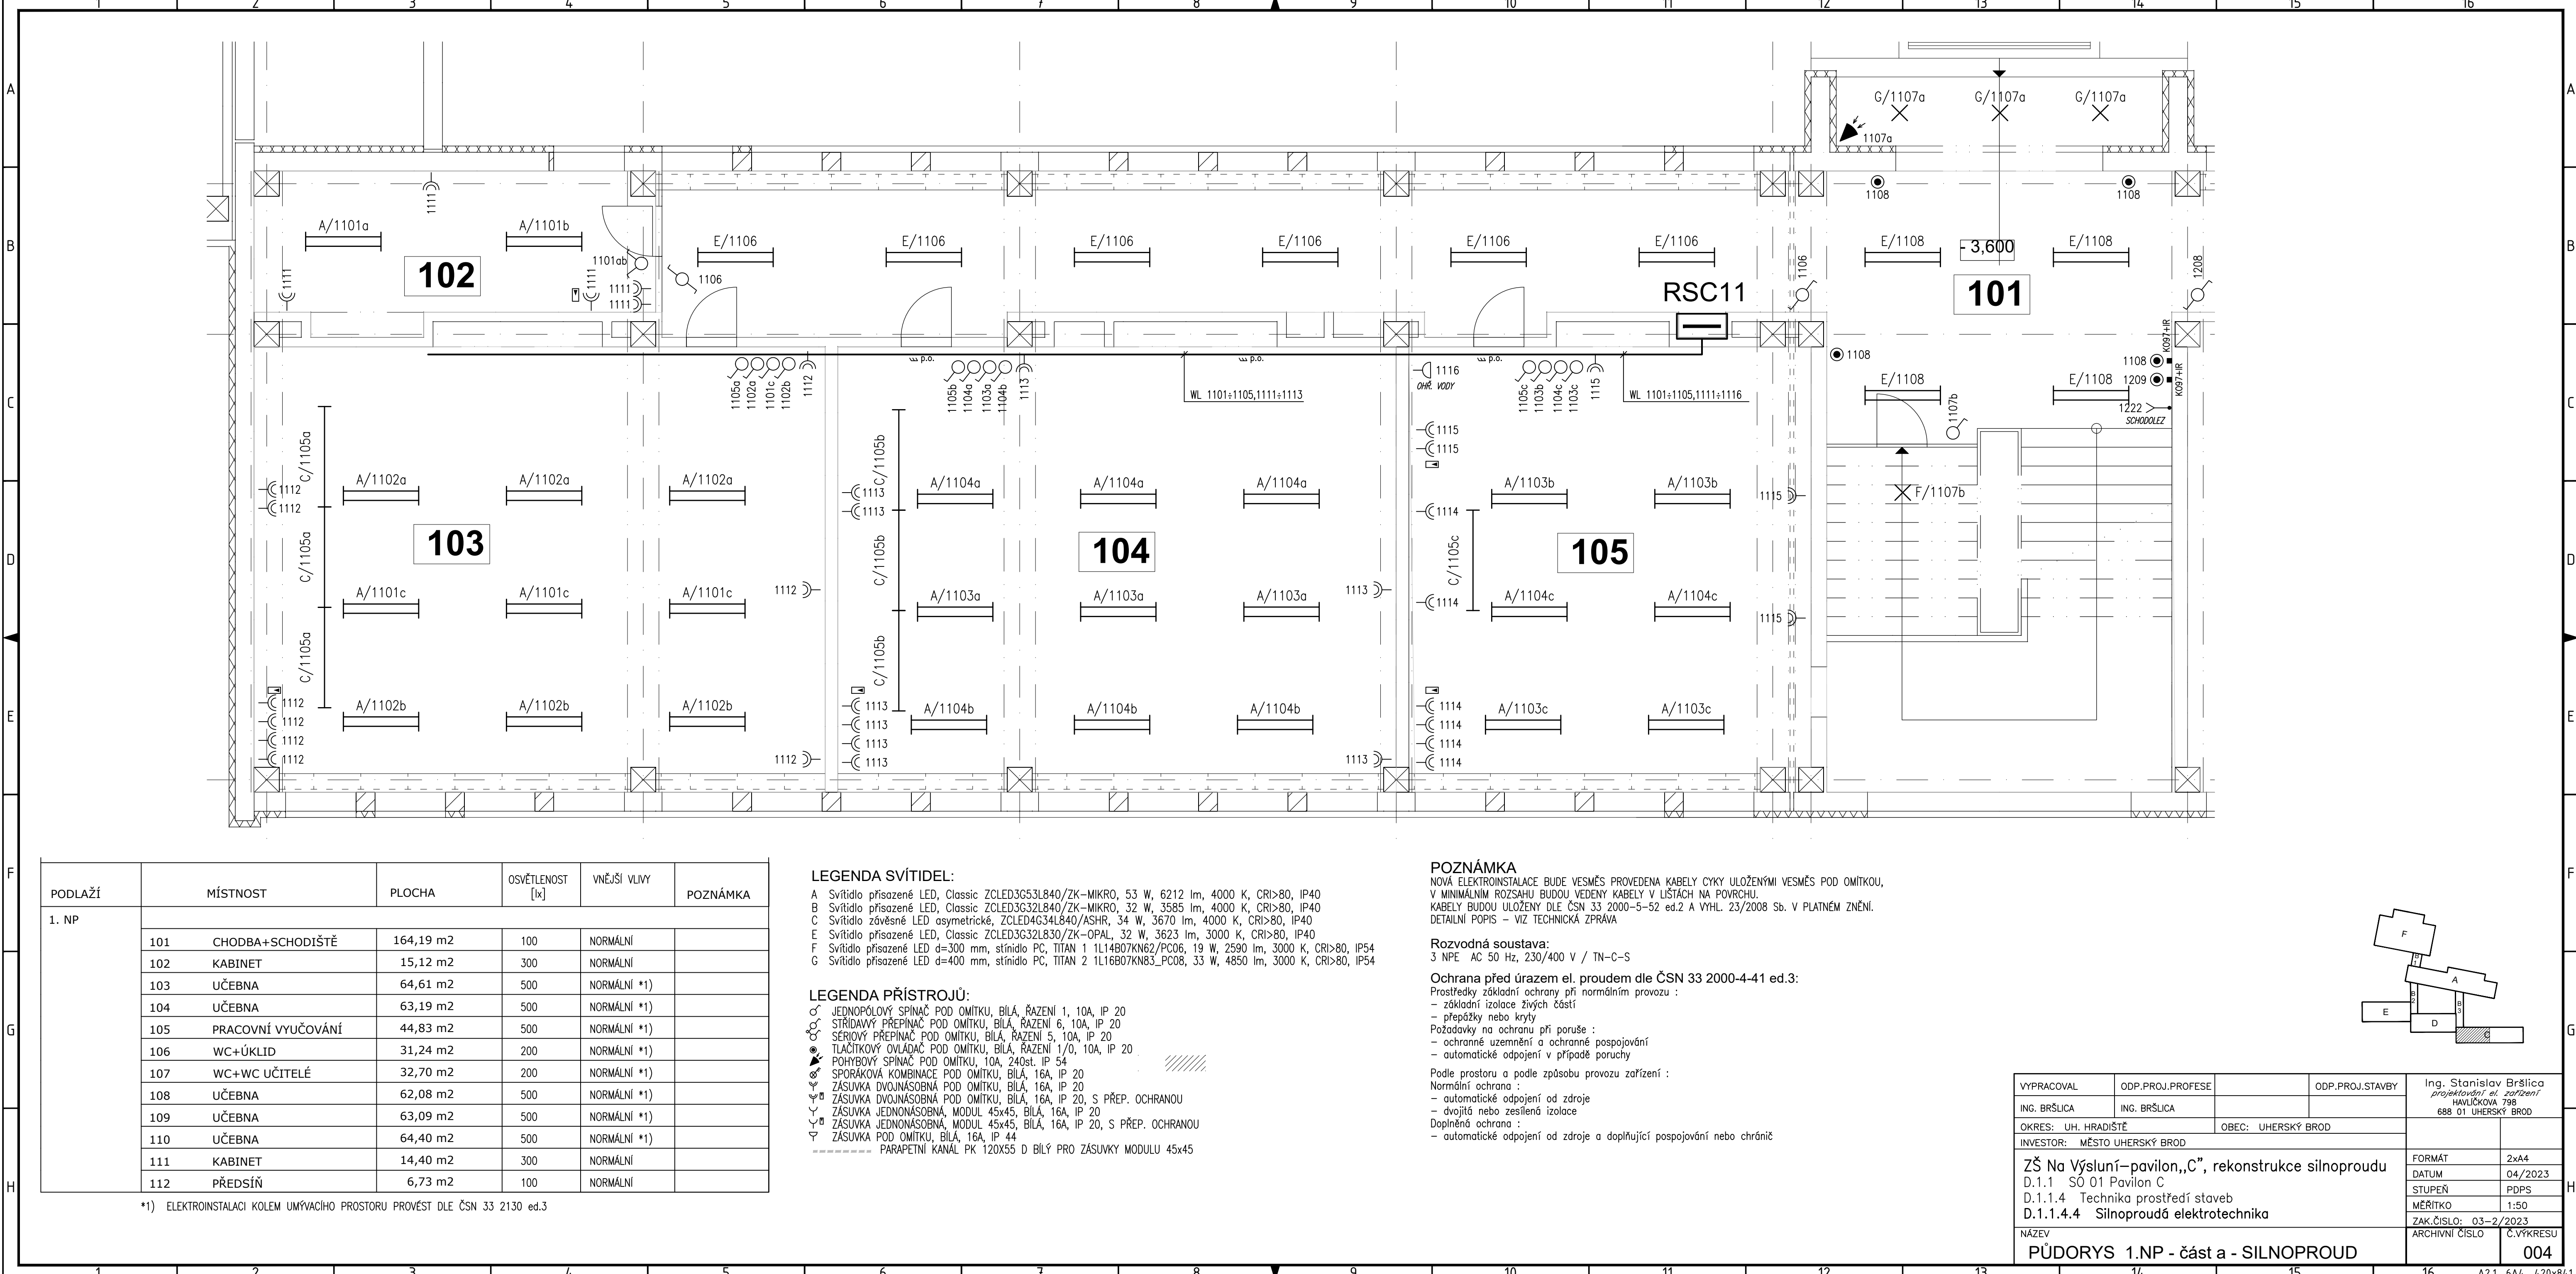 1 2 3 4 5 6 7 8 9 10 11 12 13 14 15 16
A A
G/1107a G/1107a G/1107a
1107a
1111
1108 1108
B B
A/1101a A/1101b
E/1106 E/1106 E/1106 E/1106 E/1106 E/1106
E/1108 E/1108
- 3,600
1101ab
102
1111 1111
1111
1111
1106
1106
1208
RSC11
101
C C
p.o. p.o. p.o.
1105a 1102a 1101c 1102b 1112
1105b 1104a 1103a 1104b 1113
1105c 1103b 1104c 1103c 1115
1116
OHŘ. VODY
WL 1101÷1105,1111÷1113
WL 1101÷1105,1111÷1116
1108
1108
1209
K097+IR
K097+IR
E/1108 E/1108
1222
SCHODOLEZ
1107b
F/1107b
C/1105a
C/1105b
1115
1115
D D
A/1102a A/1102a A/1102a
1112
1112
A/1104a A/1104a A/1104a
1113
1113
A/1103b A/1103b
1114
1115
103
104
105
C/1105a
C/1105b
C/1105c
A/1101c A/1101c A/1101c
1112
A/1103a A/1103a A/1103a
1113
A/1104c A/1104c
1114
1115
C/1105a
C/1105b
E E
A/1102b A/1102b A/1102b
1112
1112
1112
1112
1112
A/1104b A/1104b A/1104b
1113
1113
1113
1113
1113
A/1103c A/1103c
1114
1114
1114
1114
F F
PODLAŽÍ MÍSTNOST PLOCHA OSVĚTLENOST [lx] VNĚJŠÍ VLIVY POZNÁMKA
1. NP
101 CHODBA+SCHODIŠTĚ 164,19 m2 100 NORMÁLNÍ
102 KABINET 15,12 m2 300 NORMÁLNÍ
103 UČEBNA 64,61 m2 500 NORMÁLNÍ *1)
104 UČEBNA 63,19 m2 500 NORMÁLNÍ *1)
105 PRACOVNÍ VYUČOVÁNÍ 44,83 m2 500 NORMÁLNÍ *1)
106 WC+ÚKLID 31,24 m2 200 NORMÁLNÍ *1)
107 WC+WC UČITELÉ 32,70 m2 200 NORMÁLNÍ *1)
108 UČEBNA 62,08 m2 500 NORMÁLNÍ *1)
109 UČEBNA 63,09 m2 500 NORMÁLNÍ *1)
110 UČEBNA 64,40 m2 500 NORMÁLNÍ *1)
111 KABINET 14,40 m2 300 NORMÁLNÍ
112 PŘEDSÍŇ 6,73 m2 100 NORMÁLNÍ
*1) ELEKTROINSTALACI KOLEM UMÝVACÍHO PROSTORU PROVÉST DLE ČSN 33 2130 ed.3
LEGENDA SVÍTIDEL:
A Svítidlo přisazené LED, Classic ZCLED3G53L840/ZK-MIKRO, 53 W, 6212 lm, 4000 K, CRI>80, IP40
B Svítidlo přisazené LED, Classic ZCLED3G32L840/ZK-MIKRO, 32 W, 3585 lm, 4000 K, CRI>80, IP40
C Svítidlo závěsné LED asymetrické, ZCLED4G34L840/ASHR, 34 W, 3670 lm, 4000 K, CRI>80, IP40
E Svítidlo přisazené LED, Classic ZCLED3G32L830/ZK-OPAL, 32 W, 3623 lm, 3000 K, CRI>80, IP40
F Svítidlo přisazené LED d=300 mm, stínidlo PC, TITAN 1 1L14B07KN62/PC06, 19 W, 2590 lm, 3000 K, CRI>80, IP54
G Svítidlo přisazené LED d=400 mm, stínidlo PC, TITAN 2 1L16B07KN83_PC08, 33 W, 4850 lm, 3000 K, CRI>80, IP54
LEGENDA PŘÍSTROJŮ:
JEDNOPÓLOVÝ SPÍNAČ POD OMÍTKU, BÍLÁ, ŘAZENÍ 1, 10A, IP 20
STŘÍDAVÝ PŘEPÍNAČ POD OMÍTKU, BÍLÁ, ŘAZENÍ 6, 10A, IP 20
SÉRIOVÝ PŘEPÍNAČ POD OMÍTKU, BÍLÁ, ŘAZENÍ 5, 10A, IP 20
TLAČÍTKOVÝ OVLÁDAČ POD OMÍTKU, BÍLÁ, ŘAZENÍ 1/0, 10A, IP 20
POHYBOVÝ SPÍNAČ POD OMÍTKU, 10A, 240st. IP 54
SPORÁKOVÁ KOMBINACE POD OMÍTKU, BÍLÁ, 16A, IP 20
ZÁSUVKA DVOJNÁSOBNÁ POD OMÍTKU, BÍLÁ, 16A, IP 20
ZÁSUVKA DVOJNÁSOBNÁ POD OMÍTKU, BÍLÁ, 16A, IP 20, S PŘEP. OCHRANOU
ZÁSUVKA JEDNONÁSOBNÁ, MODUL 45x45, BÍLÁ, 16A, IP 20
ZÁSUVKA JEDNONÁSOBNÁ, MODUL 45x45, BÍLÁ, 16A, IP 20, S PŘEP. OCHRANOU
ZÁSUVKA POD OMÍTKU, BÍLÁ, 16A, IP 44
PARAPETNÍ KANÁL PK 120X55 D BÍLÝ PRO ZÁSUVKY MODULU 45x45
POZNÁMKA
NOVÁ ELEKTROINSTALACE BUDE VESMĚS PROVEDENA KABELY CYKY ULOŽENÝMI VESMĚS POD OMÍTKOU,
V MINIMÁLNÍM ROZSAHU BUDOU VEDENY KABELY V LIŠTÁCH NA POVRCHU.
KABELY BUDOU ULOŽENY DLE ČSN 33 2000-5-52 ed.2 A VYHL. 23/2008 Sb. V PLATNÉM ZNĚNÍ.
DETAILNÍ POPIS - VIZ TECHNICKÁ ZPRÁVA
Rozvodná soustava:
3 NPE AC 50 Hz, 230/400 V / TN-C-S
Ochrana před úrazem el. proudem dle ČSN 33 2000-4-41 ed.3:
Prostředky základní ochrany při normálním provozu :
- základní izolace živých částí
- přepážky nebo kryty
Požadavky na ochranu při poruše :
- ochranné uzemnění a ochranné pospojování
- automatické odpojení v případě poruchy
Podle prostoru a podle způsobu provozu zařízení :
Normální ochrana :
- automatické odpojení od zdroje
- dvojitá nebo zesílená izolace
Doplněná ochrana :
- automatické odpojení od zdroje a doplňující pospojování nebo chránič
F
B 1
A
B 2
B 3
E
D
C
G G
H H
VYPRACOVAL ODP.PROJ.PROFESE ODP.PROJ.STAVBY
ING. BRŠLICA ING. BRŠLICA
Ing. Stanislav Bršlica
projektování el. zařízení
HAVLÍČKOVA 798
688 01 UHERSKÝ BROD
OKRES: UH. HRADIŠTĚ OBEC: UHERSKÝ BROD
INVESTOR: MĚSTO UHERSKÝ BROD
ZŠ Na Výsluní-pavilon,,C”, rekonstrukce silnoproudu
D.1.1 SO 01 Pavilon C
D.1.1.4 Technika prostředí staveb
D.1.1.4.4 Silnoproudá elektrotechnika
FORMÁT 2xA4
DATUM 04/2023
STUPEŇ PDPS
MĚŘÍTKO 1:50
ZAK.ČISLO: 03-2/2023
NÁZEV
PŮDORYS 1.NP - část a - SILNOPROUD
ARCHIVNÍ ČÍSLO
Č.VÝKRESU
004